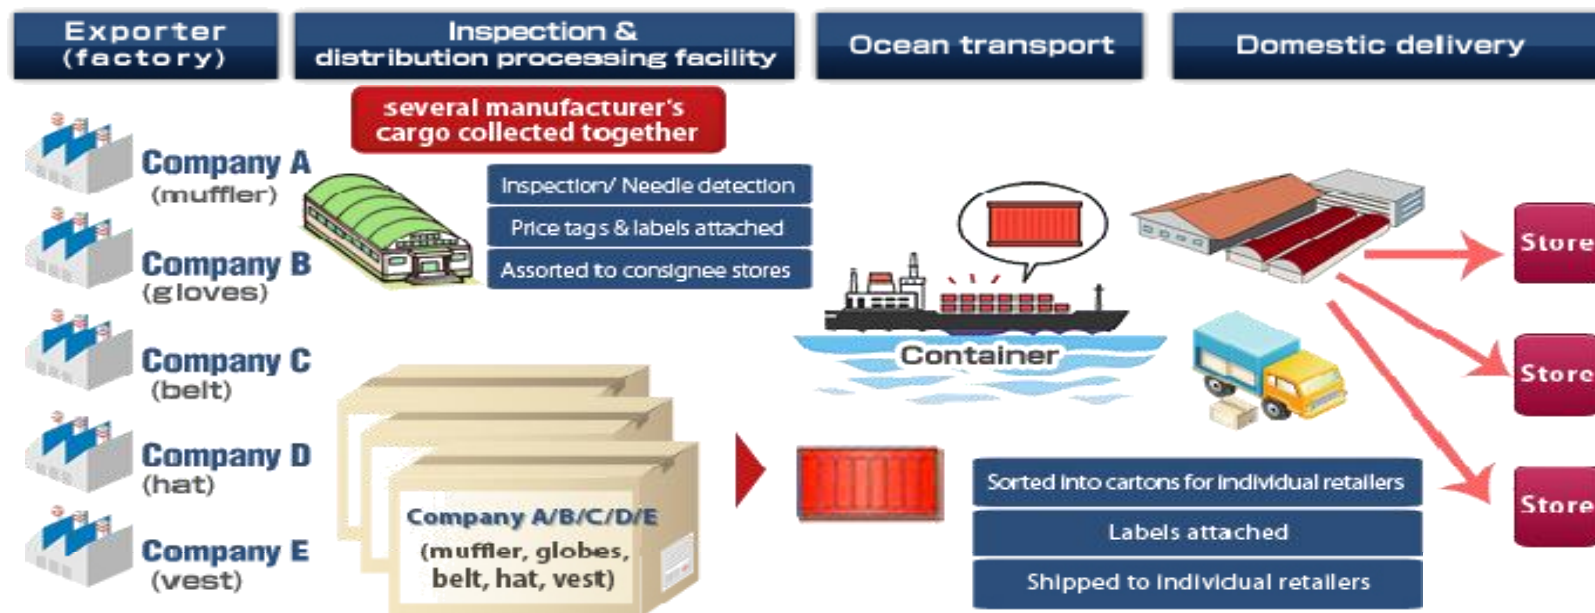 Exporter
(factory)
Inspection &
distribution processing facility
Ocean transport
Domestic delivery
several manufacturer's
cargo collected together
Company A
(muffler)
Company B
(gloves)
Company C
(belt)
Company D
(hat)
Company E
(vest)
Inspection/ Needle detection
Price tags & labels attached
Assorted to consignee stores
Company A/B/C/D/E
(muffler, globes,
belt, hat, vest)
Container
Sorted into cartons for individual retailers
Labels attached
Shipped to individual retailers
Store
Store
Store